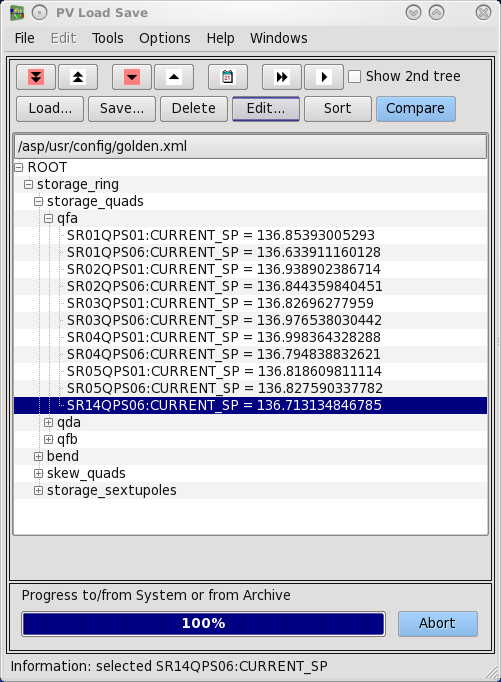 PV Load Save
File Edit Tools Options Help Windows
Show 2nd tree
Load... Save... Delete Edit... Sort Compare
/asp/usr/config/golden.xml
ROOT
storage_ring
storage_quads
qfa
SR01QPS01:CURRENT_SP = 136.85393005293
SR01QPS06:CURRENT_SP = 136.633911160128
SR02QPS01:CURRENT_SP = 136.938902386714
SR02QPS06:CURRENT_SP = 136.844359840451
SR03QPS01:CURRENT_SP = 136.82696277959
SR03QPS06:CURRENT_SP = 136.976538030442
SR04QPS01:CURRENT_SP = 136.998364328288
SR04QPS06:CURRENT_SP = 136.794838832621
SR05QPS01:CURRENT_SP = 136.818609811114
SR05QPS06:CURRENT_SP = 136.827590337782
SR14QPS06:CURRENT_SP = 136.713134846785
qda
qfb
bend
skew_quads
storage_sextupoles
Progress to/from System or from Archive
100% Abort
Information: selected SR14QPS06:CURRENT_SP